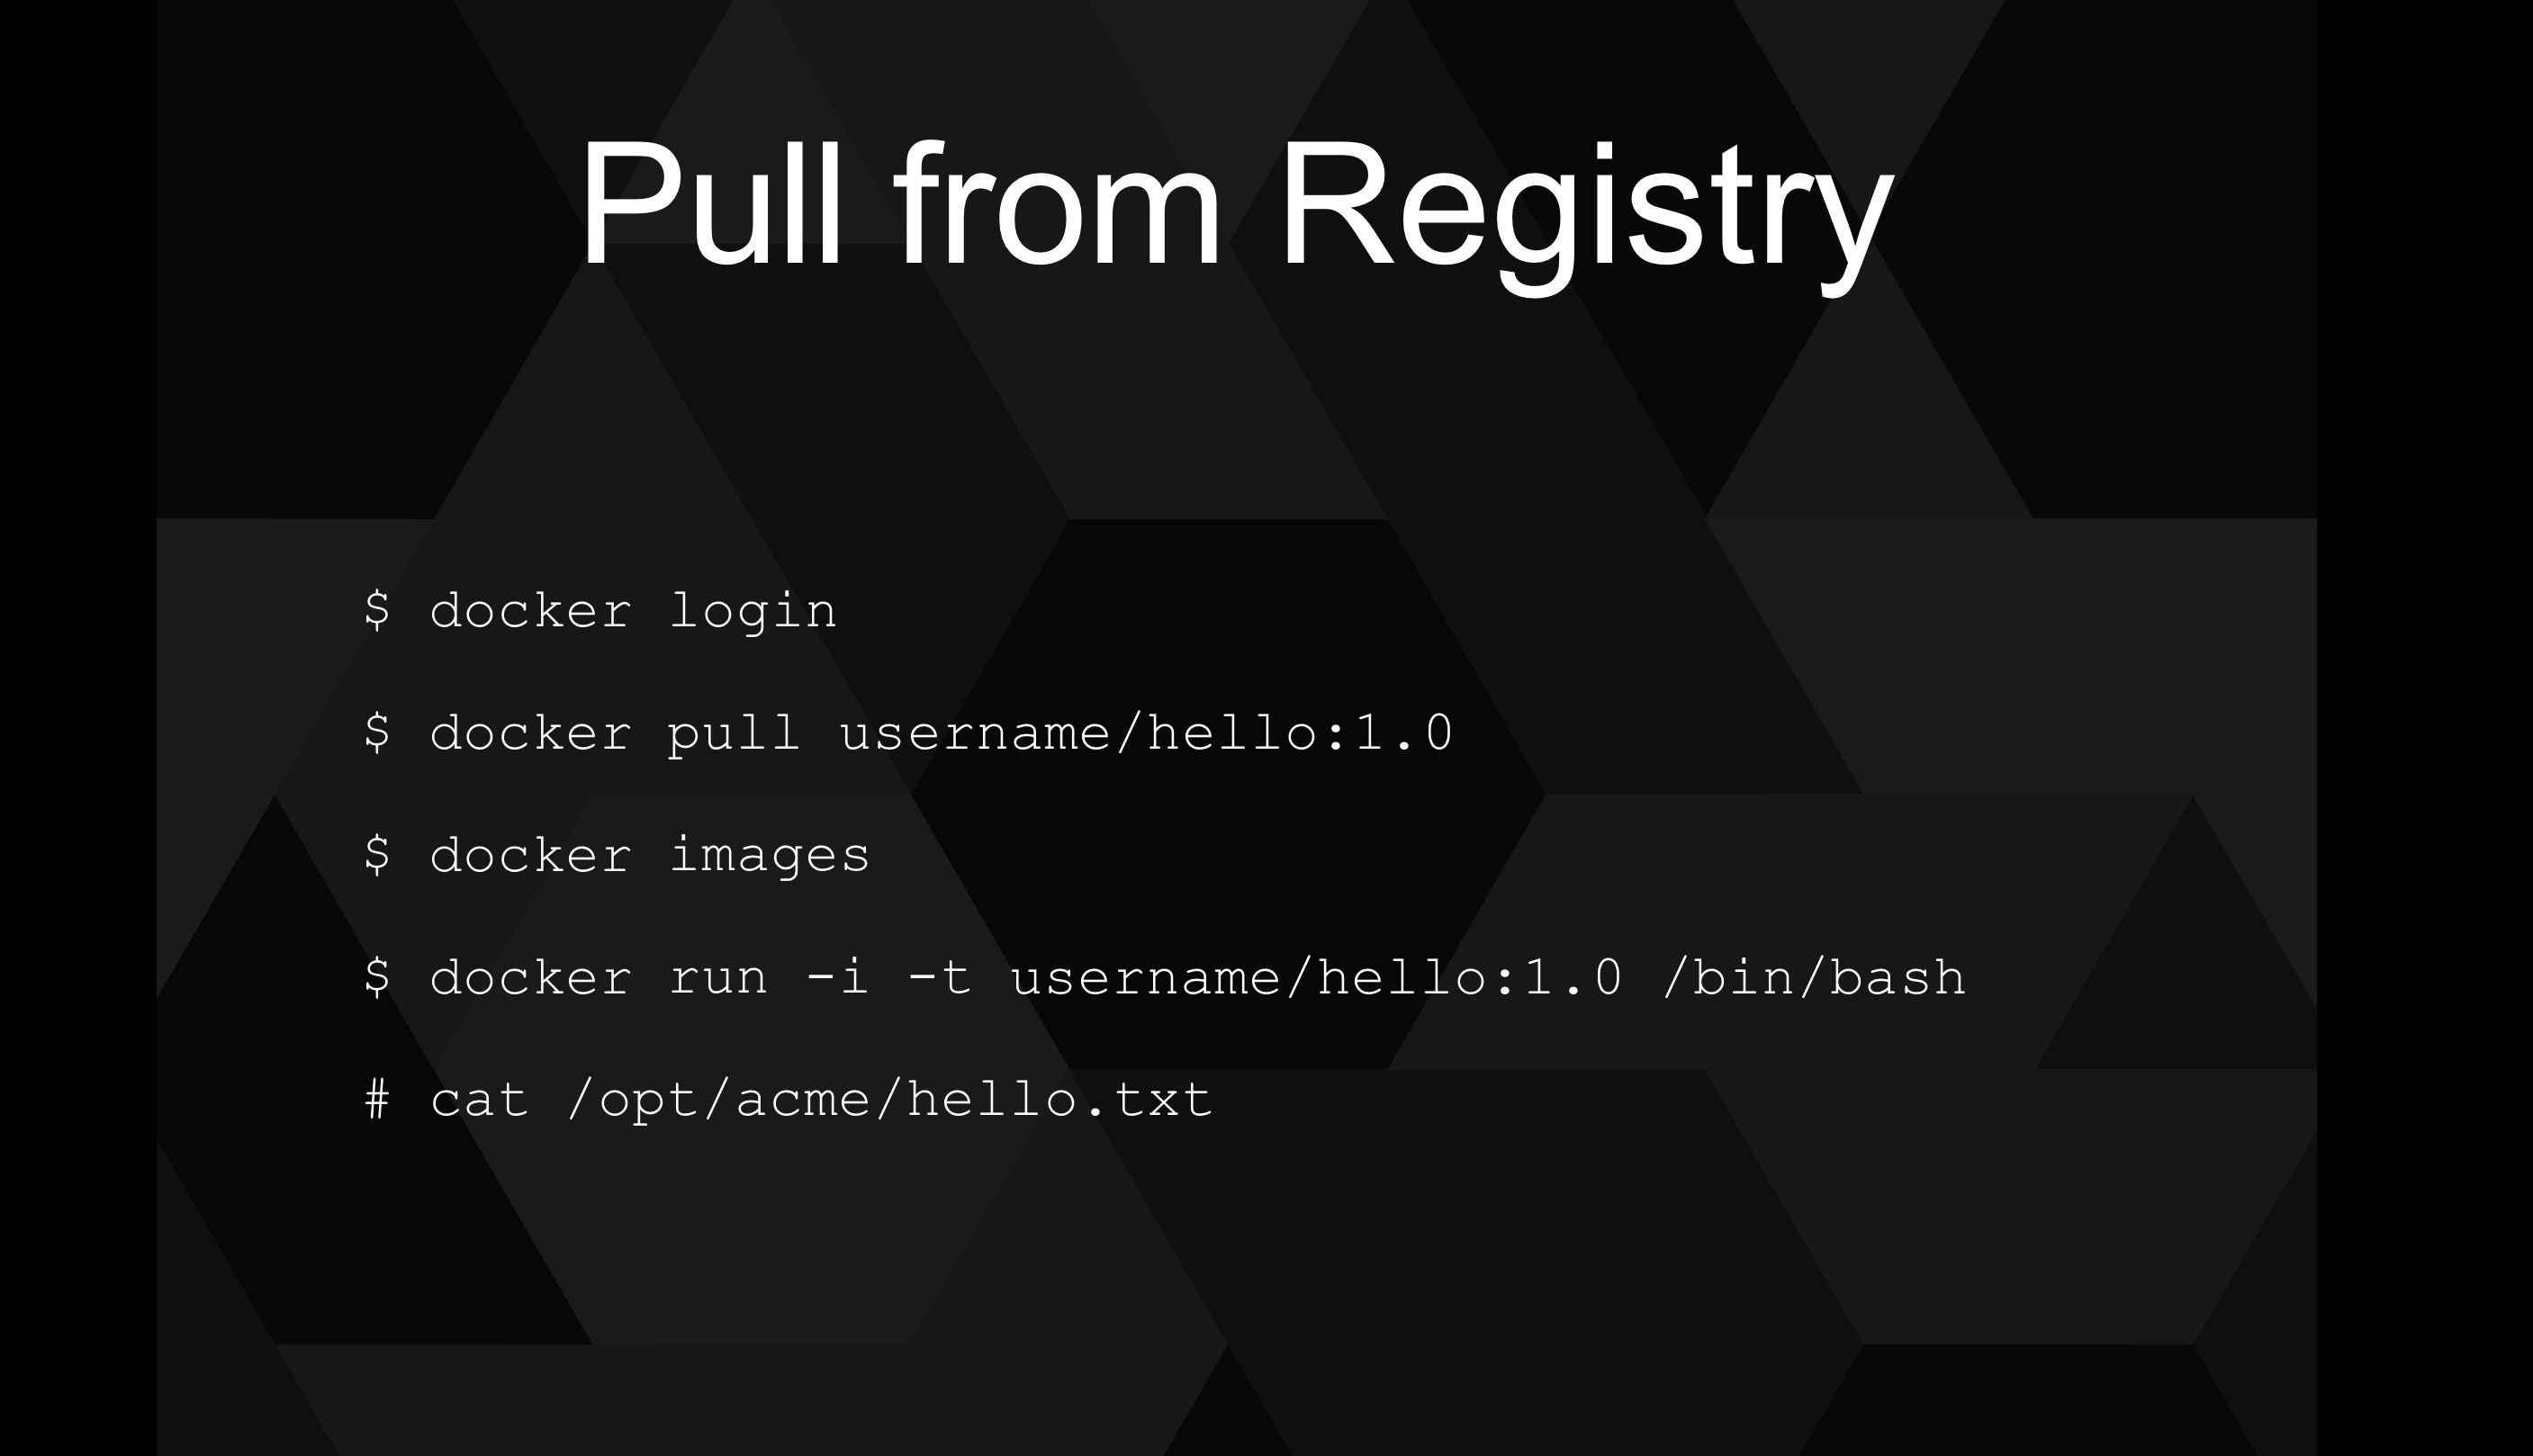 Pull from Registry
$ docker login
$ docker pull username/hello:1.0
$ docker images
$ docker run -i -t username/hello:1.0 /bin/bash
# cat /opt/acme/hello.txt